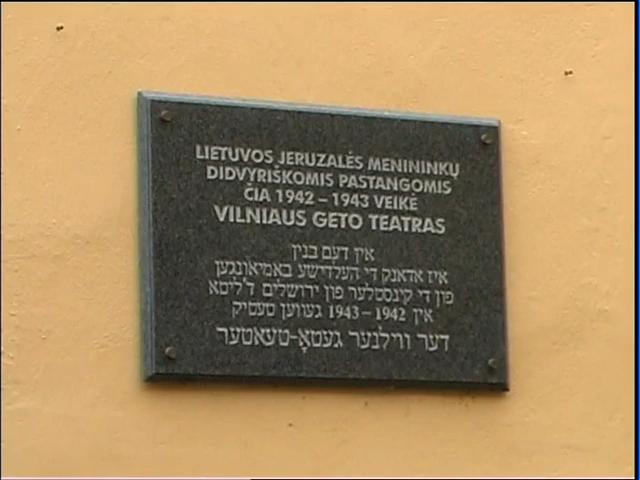 LIETUVOS JERUZALĖS MENININKŲ
DIDVYRIŠKOMIS PASTANGOMIS
ČIA 1942 – 1943 VEIKĖ
VILNIAUS GETO TEATRAS
אין דעם בנין
איז אדאנק די העלדישע באמיאונגען
פון די קינסטלער פון ירושלים ד'ליטא
אין 1942–1943 געווען טעטיק
דער ווילנער געטאָ-טעאטער